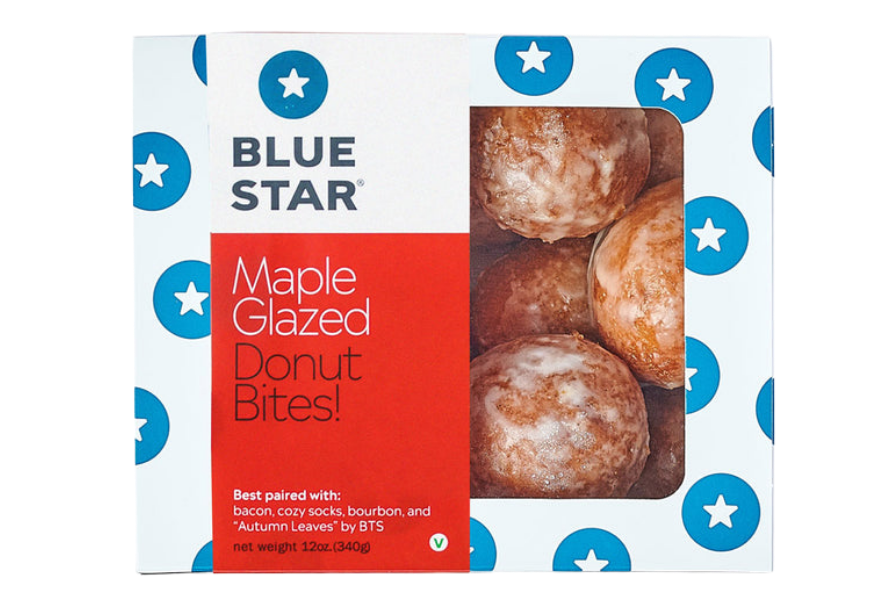 BLUE
STAR®
Maple
Glazed
Donut
Bites!
Best paired with:
bacon, cozy socks, bourbon, and
“Autumn Leaves” by BTS
net weight 12oz.(340g)
V